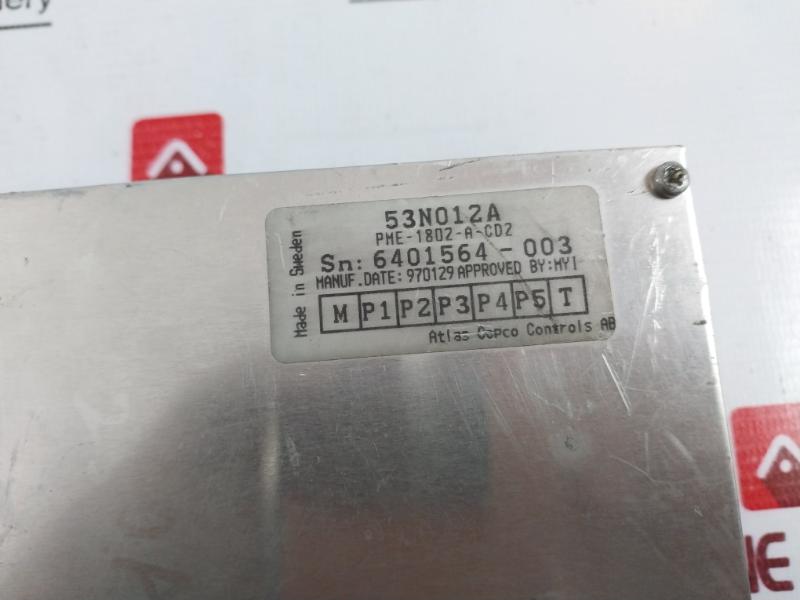 53N012A
PME-1802-A-CD2
Sn: 6401564-003
MANUF.DATE: 970129 APPROVED BY:MYI
M P1 P2 P3 P4 P5 T
Atlas Copco Controls AB
Made in Sweden